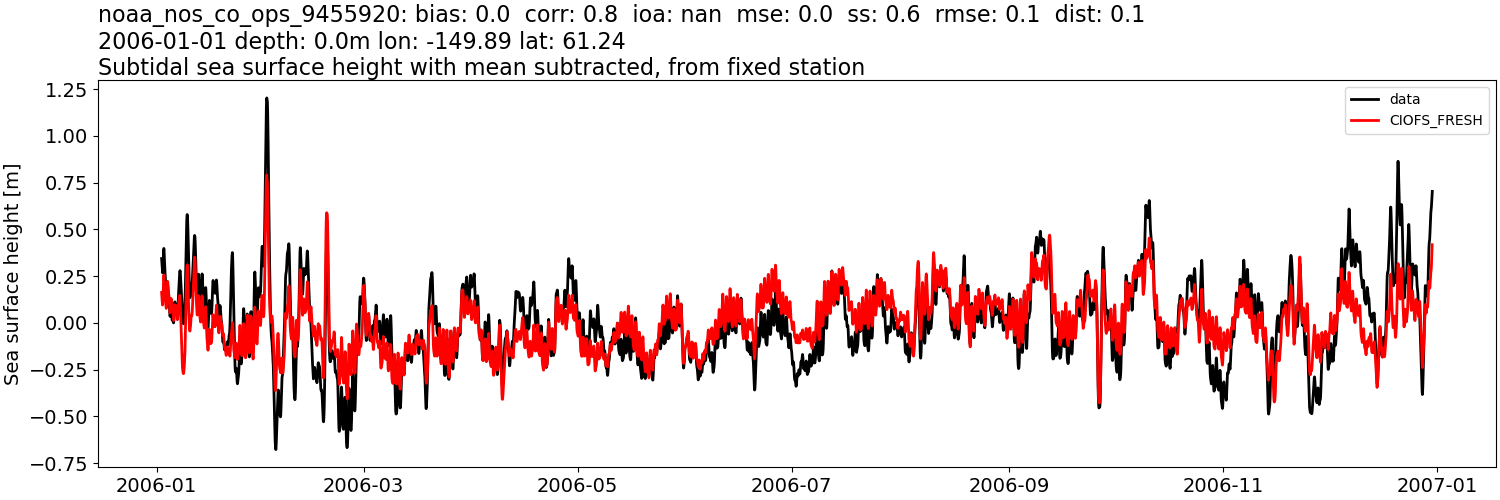 noaa_nos_co_ops_9455920: bias: 0.0  corr: 0.8  ioa: nan  mse: 0.0  ss: 0.6  rmse: 0.1  dist: 0.1
2006-01-01 depth: 0.0m lon: -149.89 lat: 61.24
Subtidal sea surface height with mean subtracted, from fixed station
data
CIOFS_FRESH
Sea surface height [m]
1.25
1.00
0.75
0.50
0.25
0.00
−0.25
−0.50
−0.75
2006-01
2006-03
2006-05
2006-07
2006-09
2006-11
2007-01